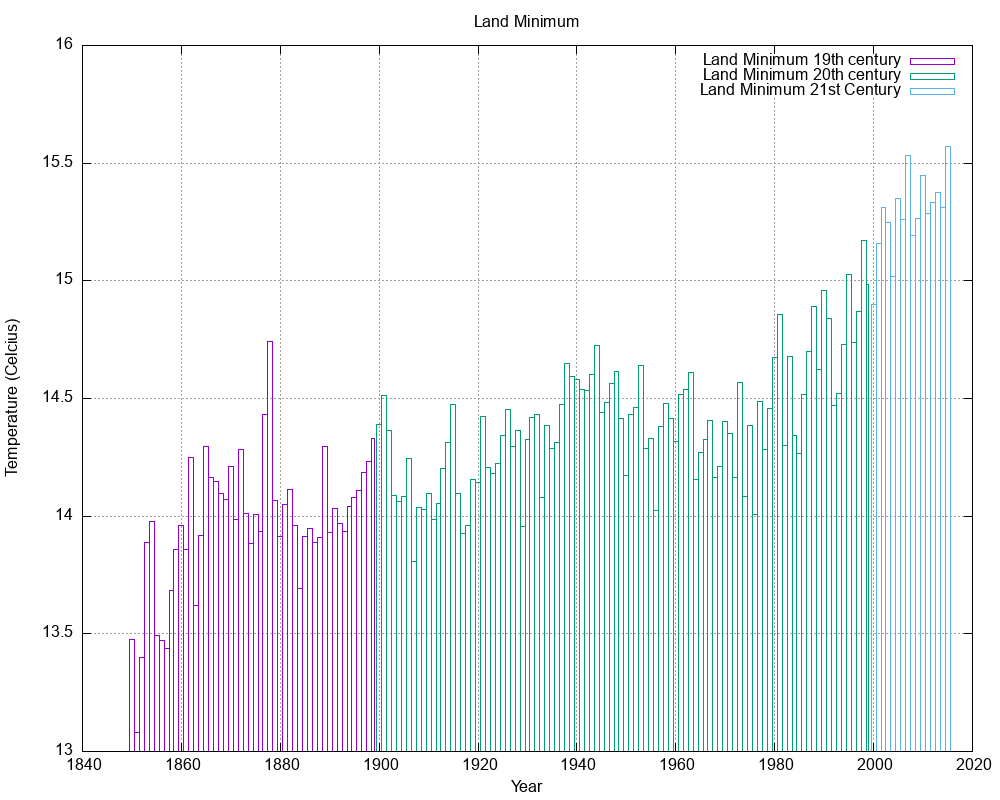 Land Minimum
16
15.5
15
14.5
14
13.5
13
Temperature (Celcius)
Land Minimum 19th century
Land Minimum 20th century
Land Minimum 21st Century
1840 1860 1880 1900 1920 1940 1960 1980 2000 2020
Year